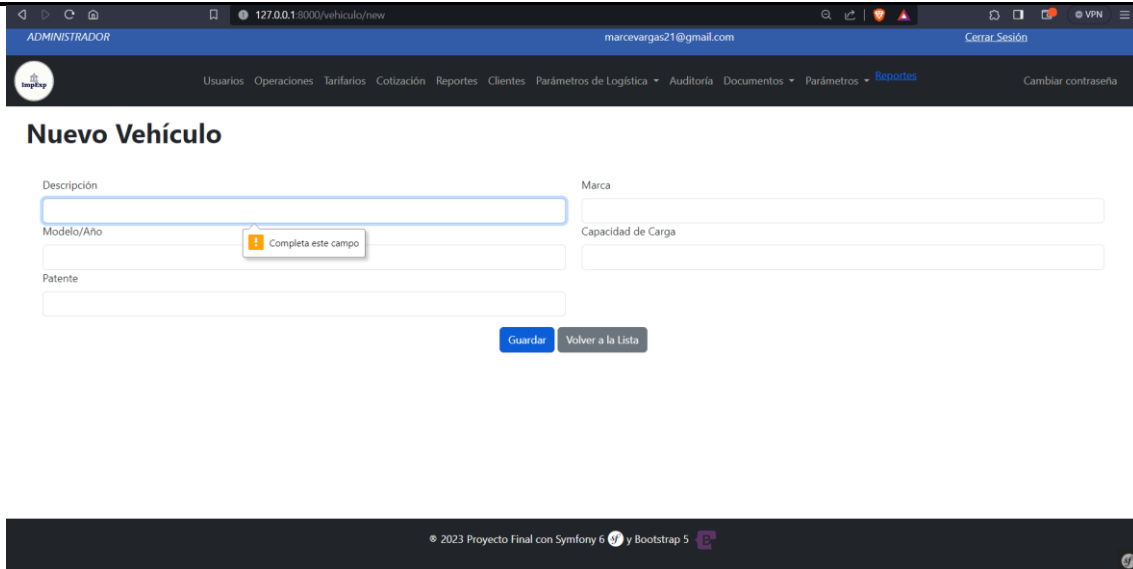 127.0.0.1:8000/vehiculo/new
VPN
ADMINISTRADOR marcevargas21@gmail.com Cerrar Sesión
ImpExp
Usuarios Operaciones Tarifarios Cotización Reportes Clientes Parámetros de Logística Auditoría Documentos Parámetros Reportes Cambiar contraseña
Nuevo Vehículo
Descripción Marca
Modelo/Año Capacidad de Carga
Completa este campo
Patente
Guardar Volver a la Lista
® 2023 Proyecto Final con Symfony 6 sf y Bootstrap 5 B